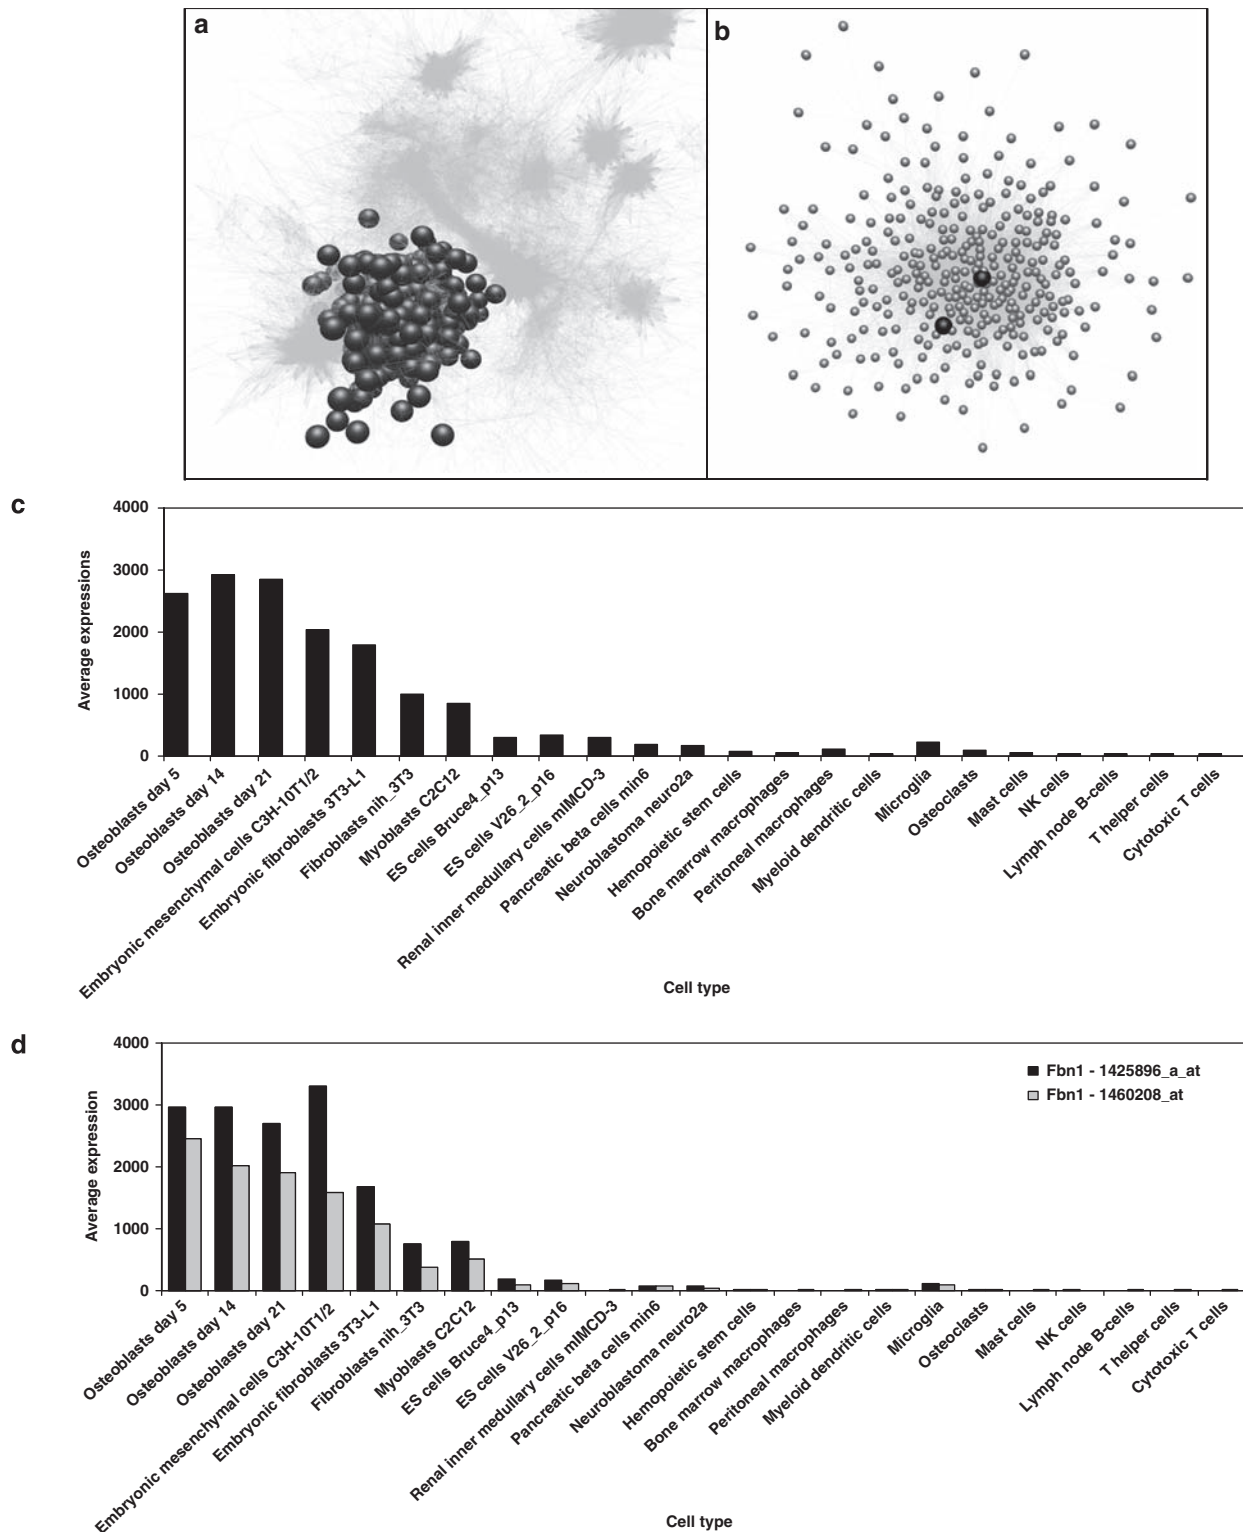 a
b
c
4000
3000
2000
1000
0
Average expressions
Osteoblasts day 5
Osteoblasts day 14
Osteoblasts day 21
Embryonic mesenchymal cells C3H-10T1/2
Embryonic fibroblasts 3T3-L1
Fibroblasts nih_3T3
Myoblasts C2C12
ES cells Bruce4_p13
ES cells V26_2_p16
Renal inner medullary cells mIMCD-3
Pancreatic beta cells min6
Neuroblastoma neuro2a
Hemopoietic stem cells
Bone marrow macrophages
Peritoneal macrophages
Myeloid dendritic cells
Microglia
Osteoclasts
Mast cells
NK cells
Lymph node B-cells
T helper cells
Cytotoxic T cells
Cell type
d
4000
3000
2000
1000
0
Average expression
Fbn1 - 1425896_a_at
Fbn1 - 1460208_at
Osteoblasts day 5
Osteoblasts day 14
Osteoblasts day 21
Embryonic mesenchymal cells C3H-10T1/2
Embryonic fibroblasts 3T3-L1
Fibroblasts nih_3T3
Myoblasts C2C12
ES cells Bruce4_p13
ES cells V26_2_p16
Renal inner medullary cells mIMCD-3
Pancreatic beta cells min6
Neuroblastoma neuro2a
Hemopoietic stem cells
Bone marrow macrophages
Peritoneal macrophages
Myeloid dendritic cells
Microglia
Osteoclasts
Mast cells
NK cells
Lymph node B-cells
T helper cells
Cytotoxic T cells
Cell type